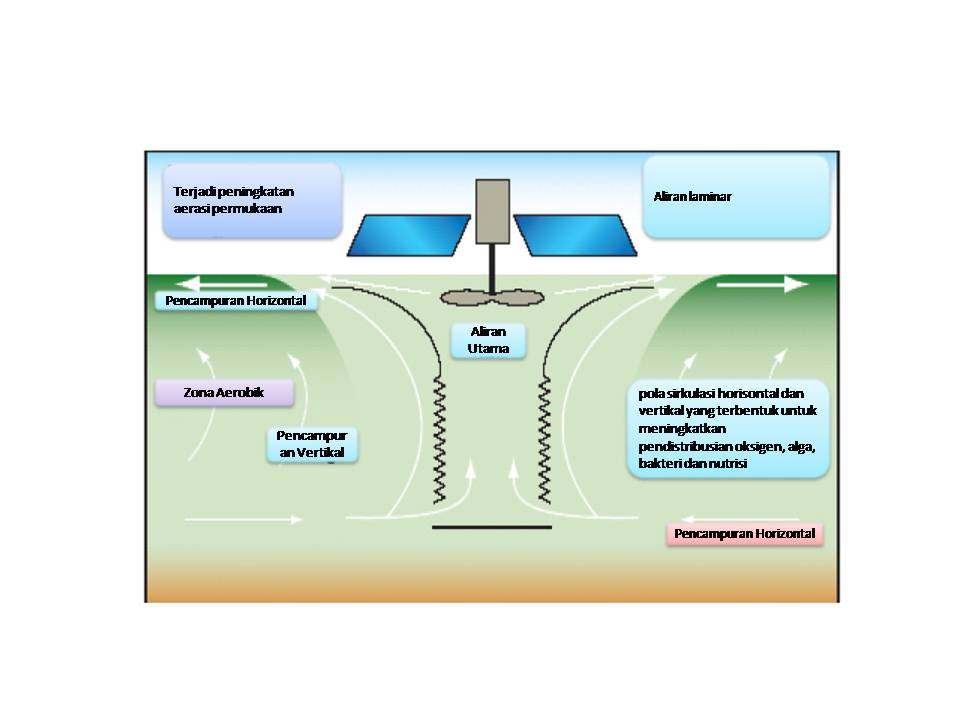 Terjadi peningkatan
aerasi permukaan
Aliran laminar
Pencampuran Horizontal
Aliran
Utama
Zona Aerobik
Pencampur
an Vertikal
pola sirkulasi horisontal dan
vertikal yang terbentuk untuk
meningkatkan
pendistribusian oksigen, alga,
bakteri dan nutrisi
Pencampuran Horizontal